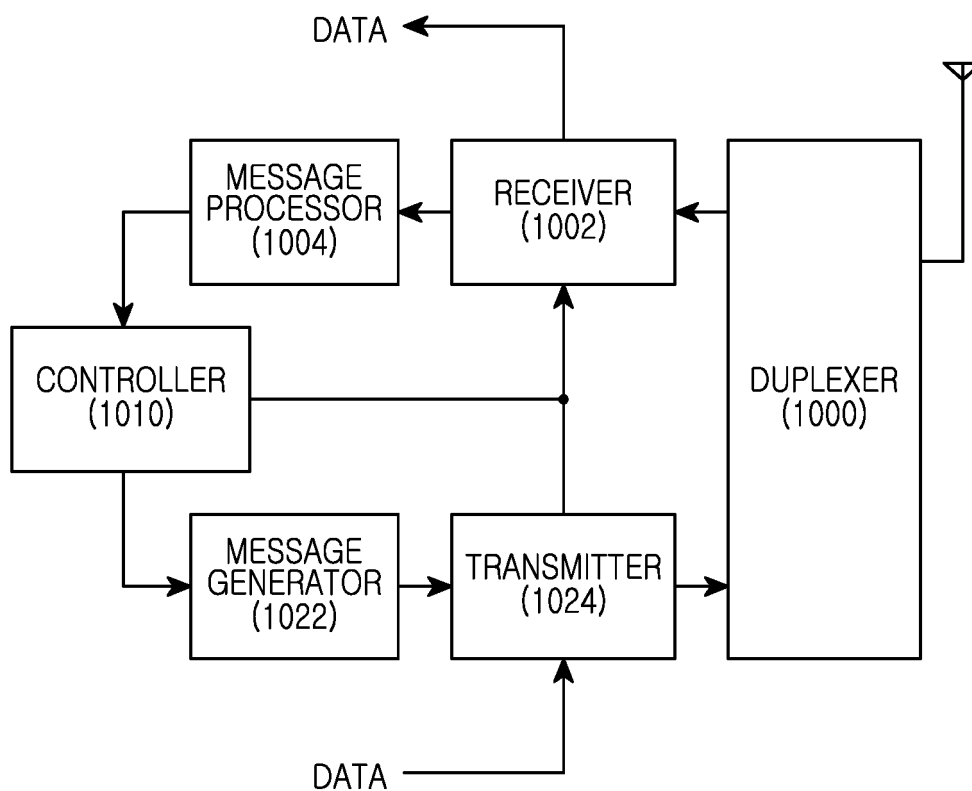 DATA
MESSAGE
PROCESSOR
(1004)
RECEIVER
(1002)
CONTROLLER
(1010)
DUPLEXER
(1000)
MESSAGE
GENERATOR
(1022)
TRANSMITTER
(1024)
DATA